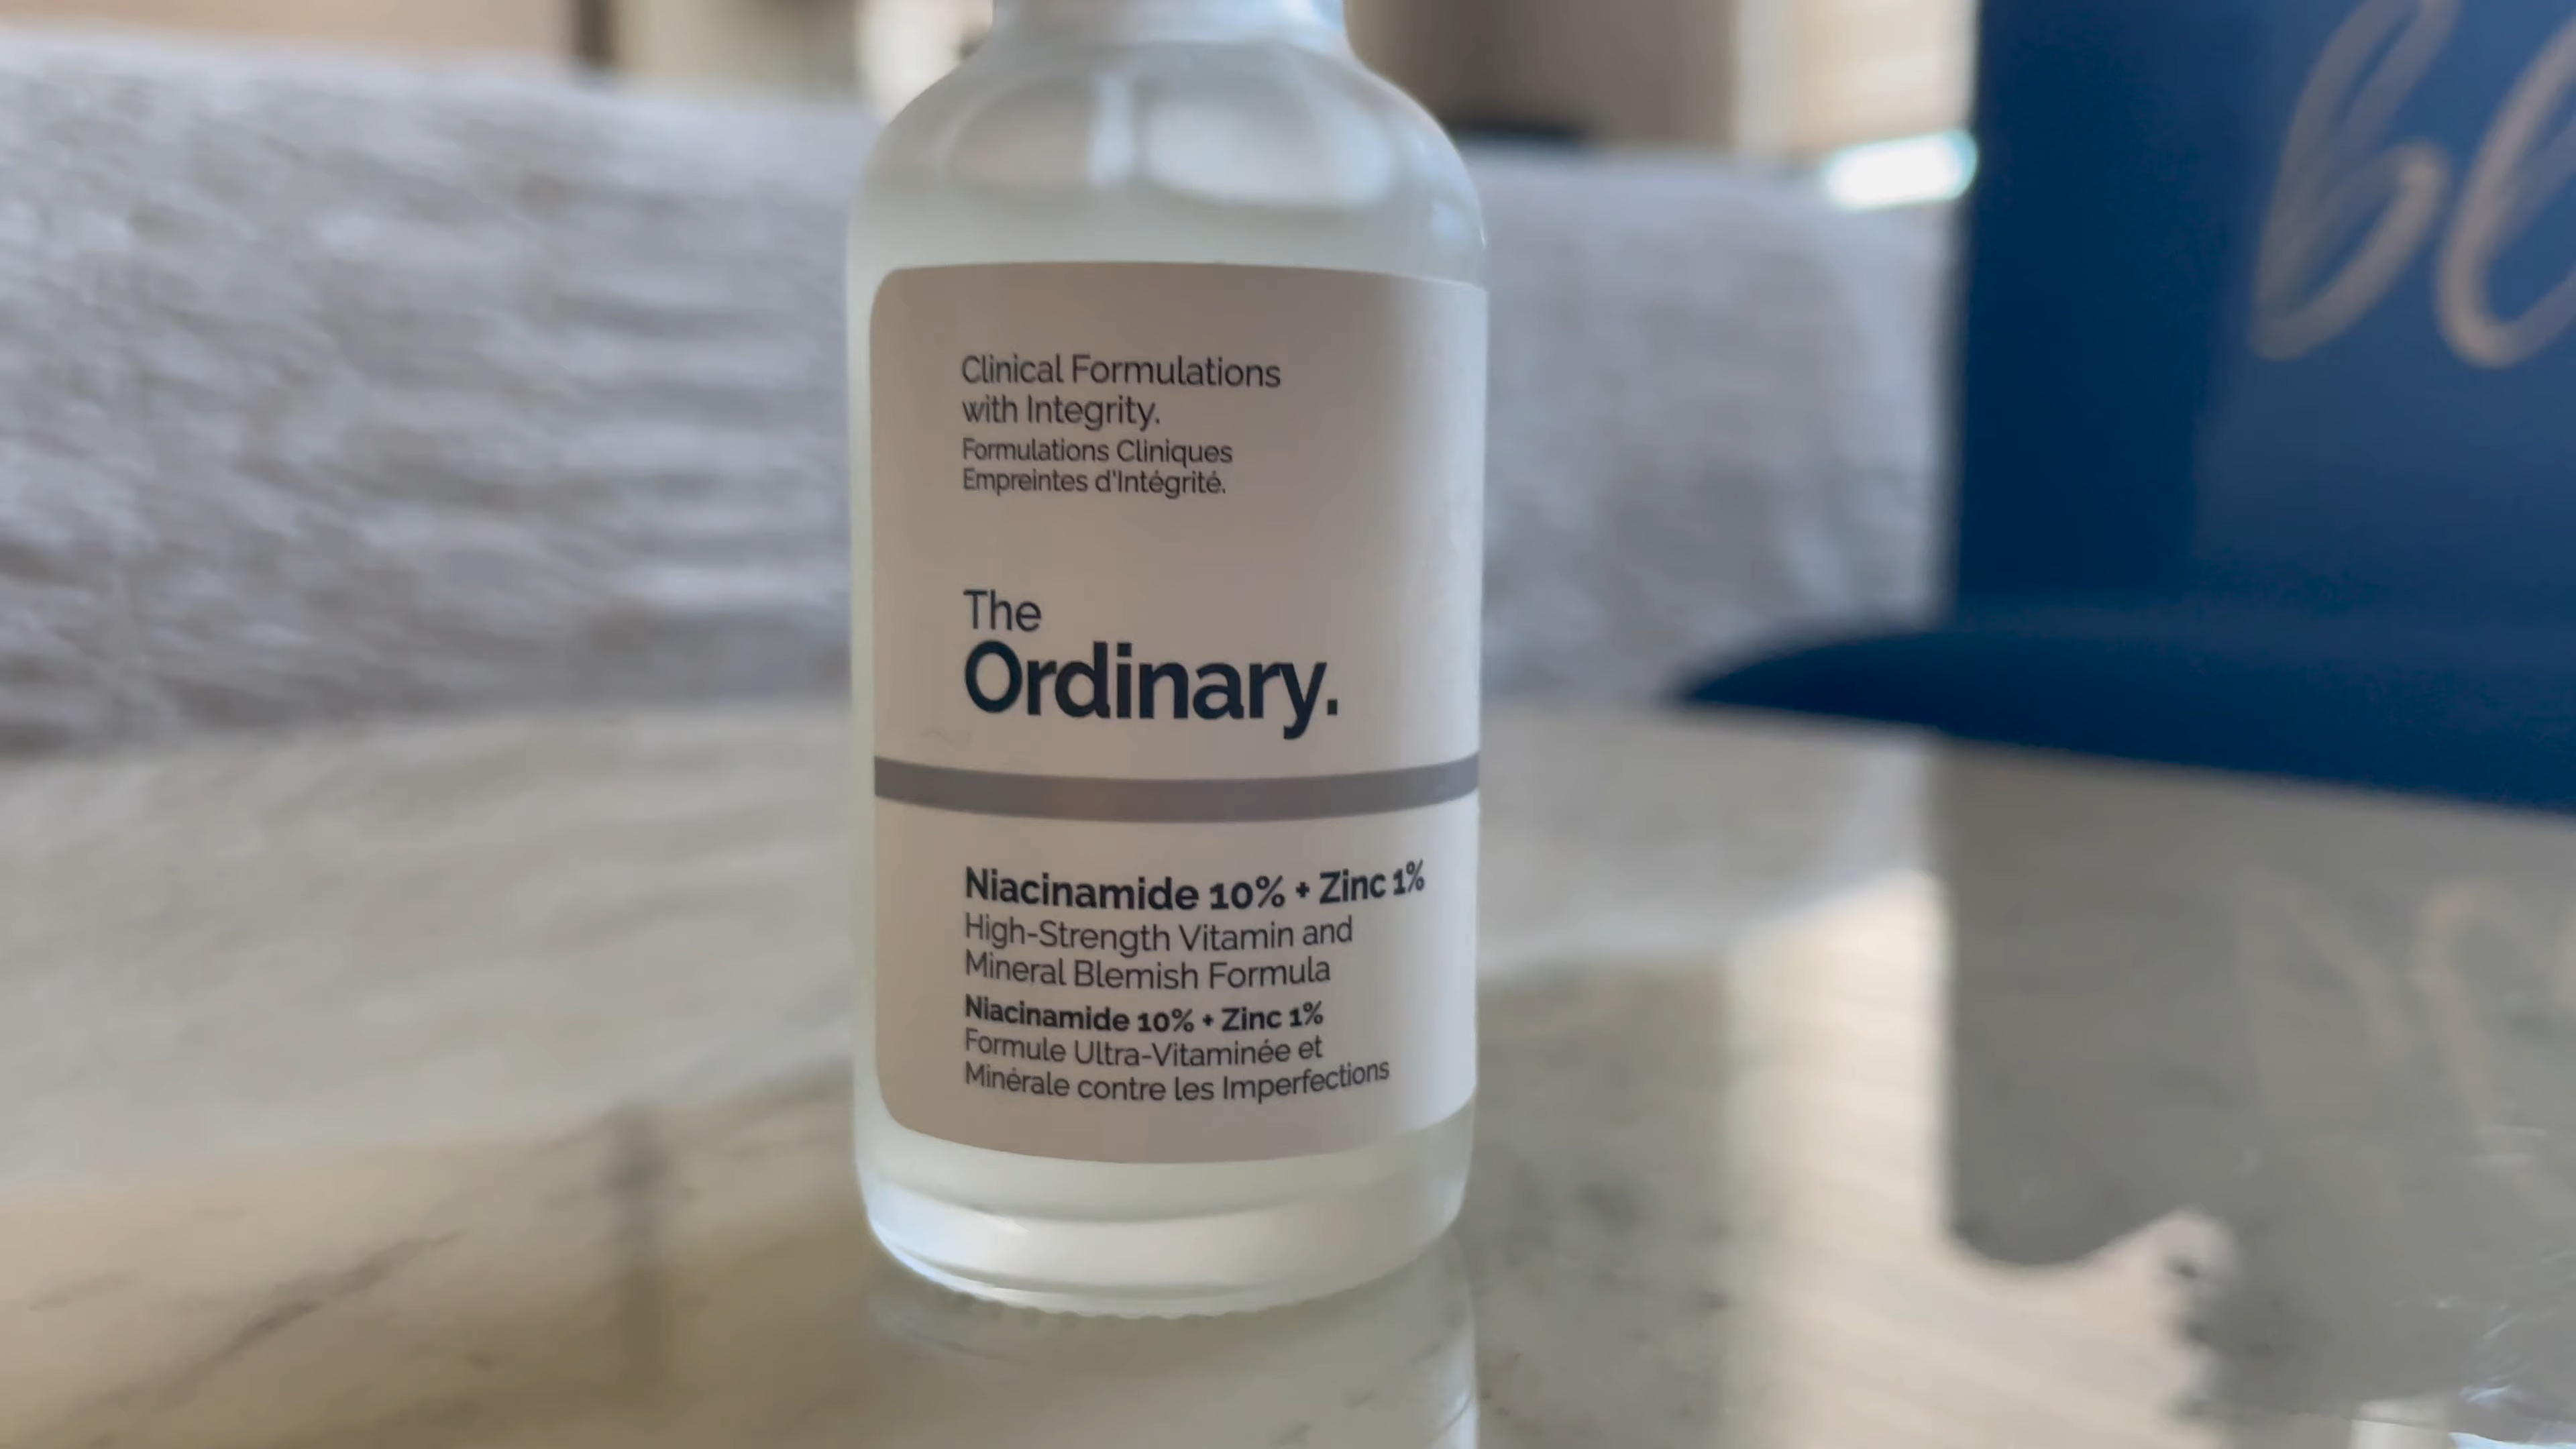 Clinical Formulations
with Integrity.
Formulations Cliniques
Empreintes d'Intégrité.
The
Ordinary.
Niacinamide 10% + Zinc 1%
High-Strength Vitamin and
Mineral Blemish Formula
Niacinamide 10% + Zinc 1%
Formule Ultra-Vitaminée et
Minérale contre les Imperfections